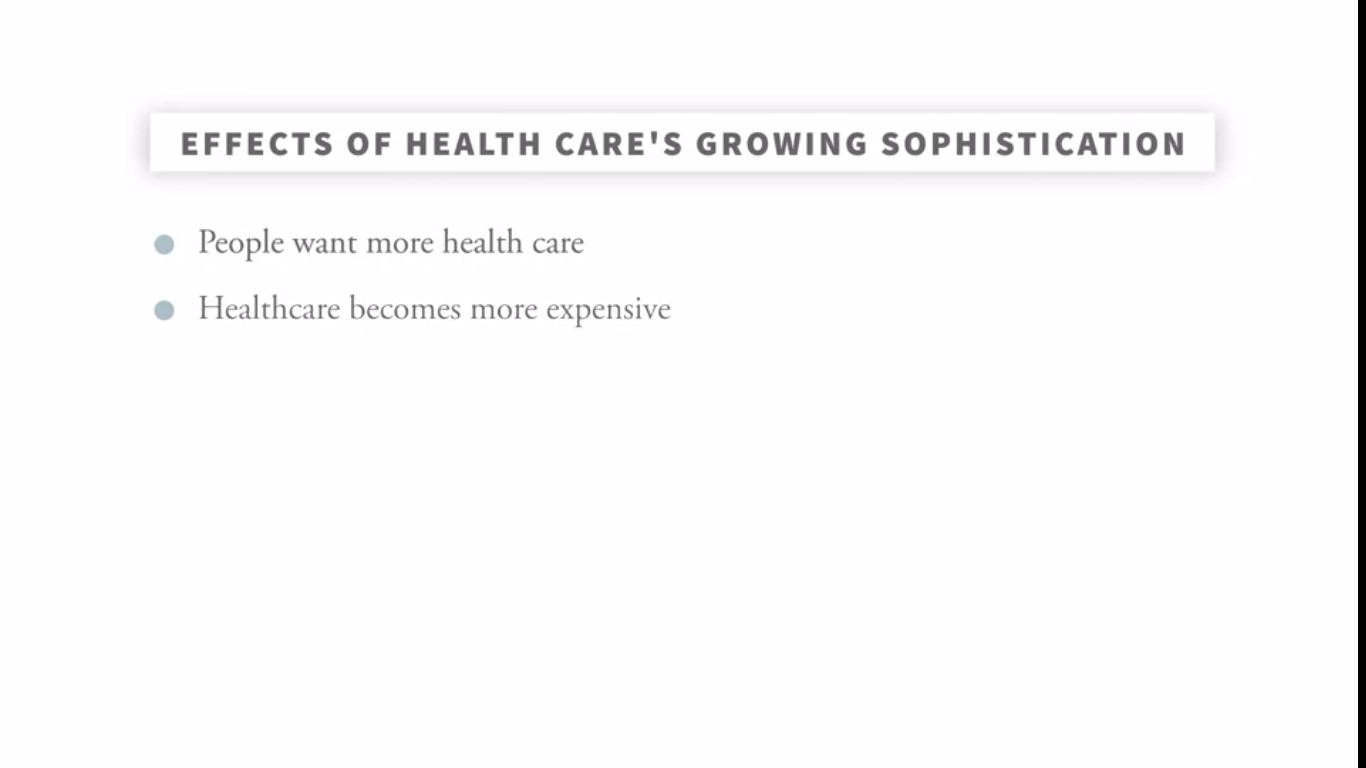 EFFECTS OF HEALTH CARE'S GROWING SOPHISTICATION
People want more health care
Healthcare becomes more expensive